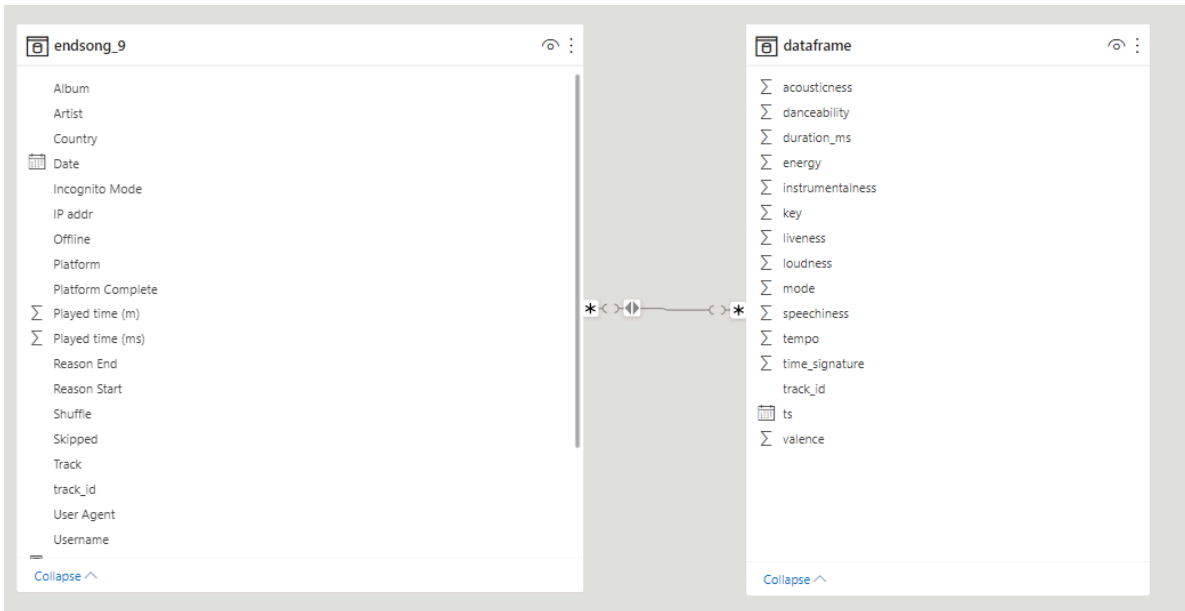 endsong_9
Album
Artist
Country
Date
Incognito Mode
IP addr
Offline
Platform
Platform Complete
Played time (m)
Played time (ms)
Reason End
Reason Start
Shuffle
Skipped
Track
track_id
User Agent
Username
Collapse
dataframe
acousticness
danceability
duration_ms
energy
instrumentalness
key
liveness
loudness
mode
speechiness
tempo
time_signature
track_id
ts
valence
Collapse